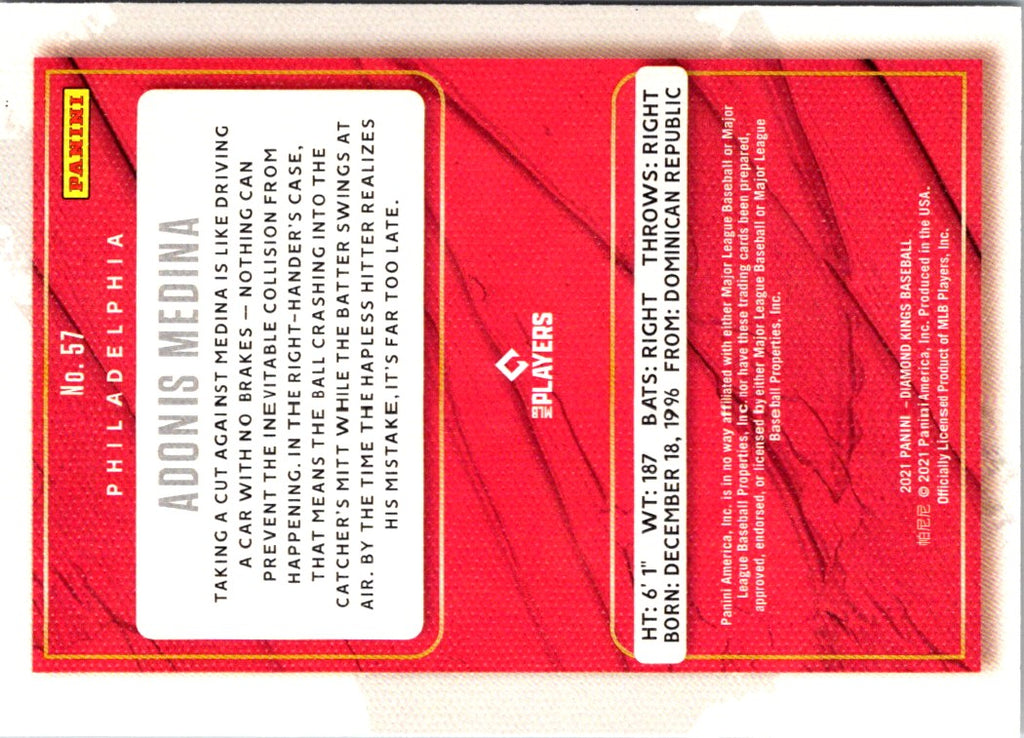 No. 57
PANINI
PHILADELPHIA
ADONIS MEDINA
TAKING A CUT AGAINST MEDINA IS LIKE DRIVING
A CAR WITH NO BRAKES — NOTHING CAN
PREVENT THE INEVITABLE COLLISION FROM
HAPPENING. IN THE RIGHT-HANDER'S CASE,
THAT MEANS THE BALL CRASHING INTO THE
CATCHER'S MITT WHILE THE BATTER SWINGS AT
AIR. BY THE TIME THE HAPLESS HITTER REALIZES
HIS MISTAKE, IT'S FAR TOO LATE.
MLB PLAYERS
HT: 6' 1" WT: 187 BATS: RIGHT THROWS: RIGHT
BORN: DECEMBER 18, 1996 FROM: DOMINICAN REPUBLIC
Panini America, Inc. is in no way affiliated with either Major League Baseball or Major
League Baseball Properties, Inc. nor have these trading cards been prepared,
approved, endorsed, or licensed by either Major League Baseball or Major League
Baseball Properties, Inc.
2021 PANINI – DIAMOND KINGS BASEBALL
帕尼尼 © 2021 Panini America, Inc. Produced in the USA.
Officially Licensed Product of MLB Players, Inc.